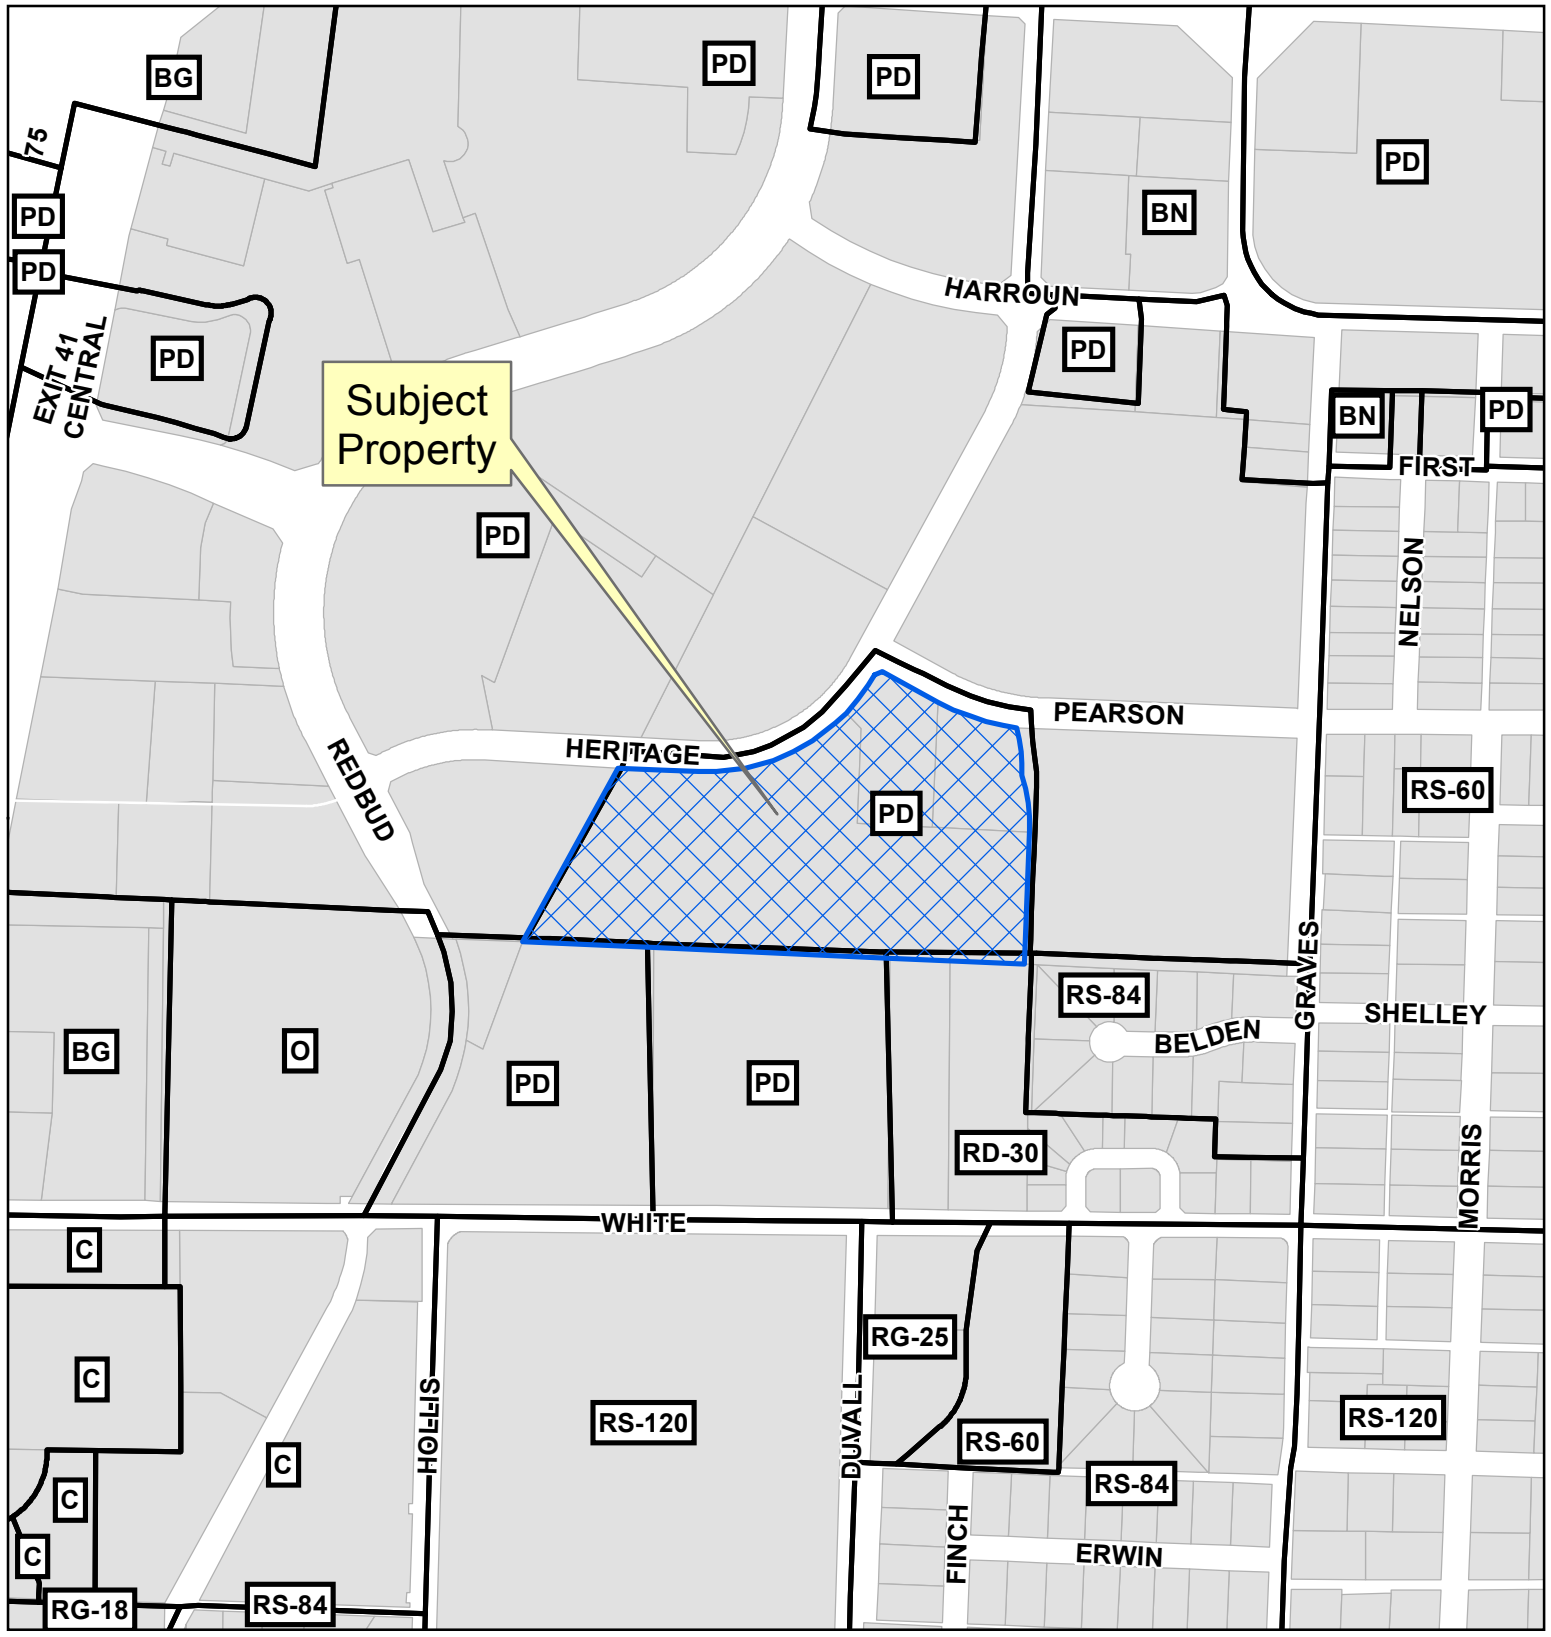 BG
PD
PD
75
PD
BN
PD
PD
HARROUN
PD
EXIT 41
CENTRAL
PD
Subject
Property
BN
PD
FIRST
PD
NELSON
PEARSON
HERITAGE
REDBUD
PD
RS-60
GRAVES
RS-84
SHELLEY
BELDEN
BG
O
PD
PD
RD-30
MORRIS
WHITE
C
RG-25
C
HOLLIS
RS-120
DUVALL
RS-60
RS-120
C
RS-84
C
FINCH
ERWIN
C
RG-18
RS-84